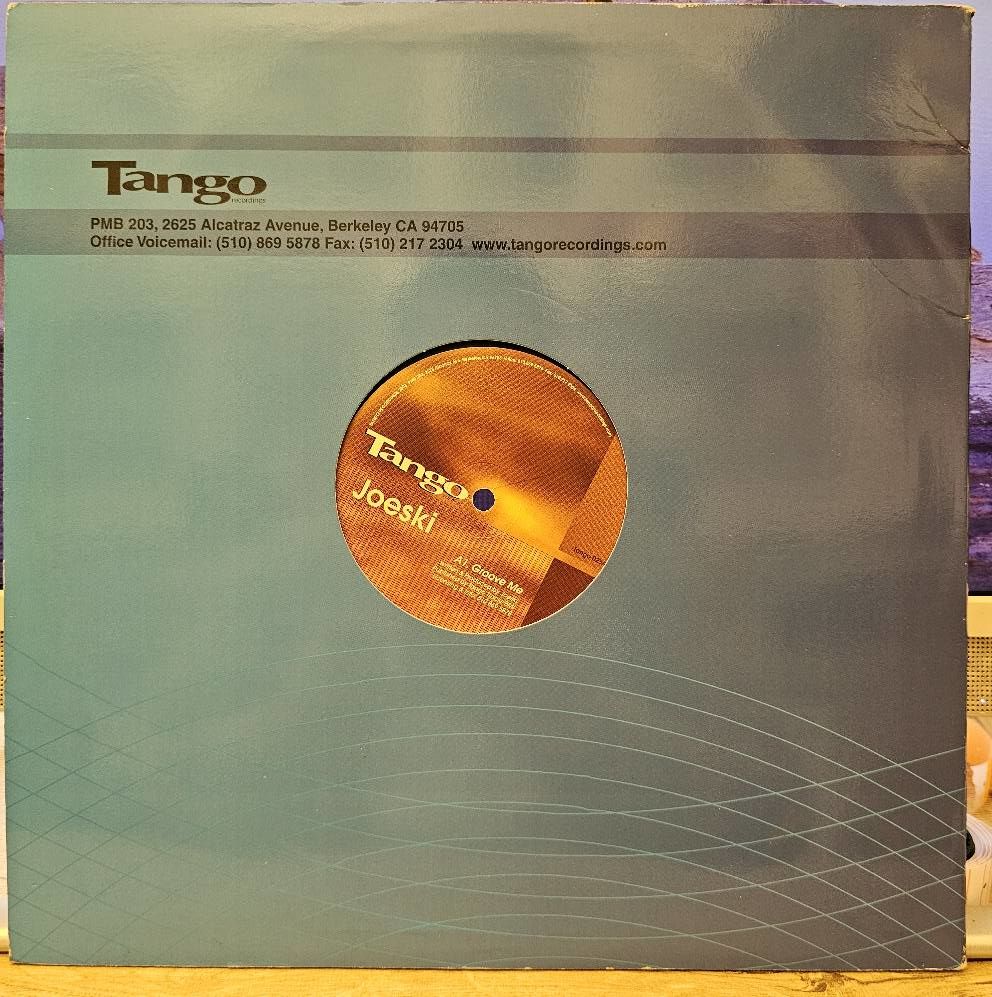 Tango
recordings
PMB 203, 2625 Alcatraz Avenue, Berkeley CA 94705
Office Voicemail: (510) 869 5878 Fax: (510) 217 2304 www.tangorecordings.com
Tango
Joeski
A1. Groove Me